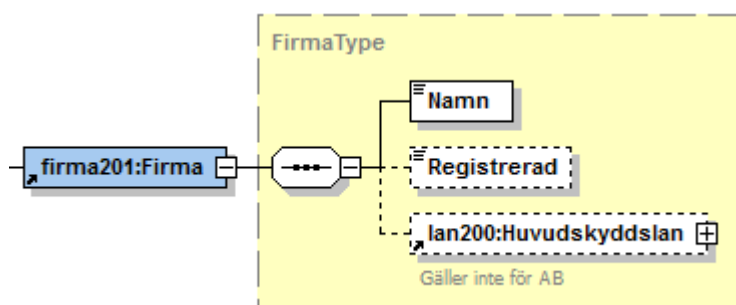 FirmaType
Namn
firma201:Firma
Registrerad
lan200:Huvudskyddslan
Gäller inte för AB